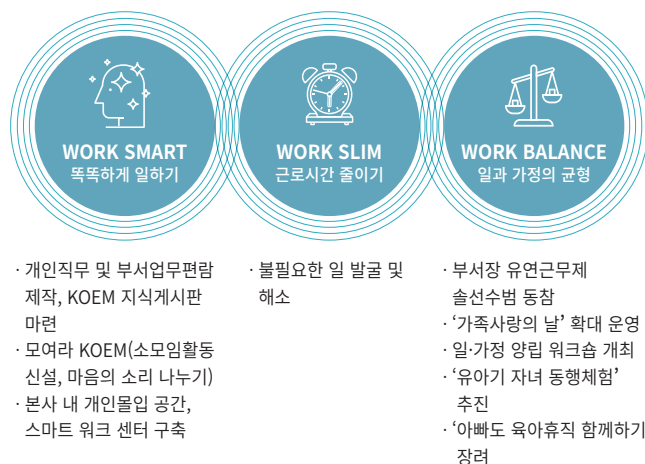 WORK SMART
똑똑하게 일하기
· 개인직무 및 부서업무편람
제작, KOEM 지식게시판
마련
· 모여라 KOEM(소모임활동
신설, 마음의 소리 나누기)
· 본사 내 개인몰입 공간,
스마트 워크 센터 구축
WORK SLIM
근로시간 줄이기
· 불필요한 일 발굴 및
해소
WORK BALANCE
일과 가정의 균형
· 부서장 유연근무제
솔선수범 동참
· ‘가족사랑의 날’ 확대 운영
· 일·가정 양립 워크숍 개최
· ‘유아기 자녀 동행체험’
추진
· ‘아빠도 육아휴직 함께하기
장려